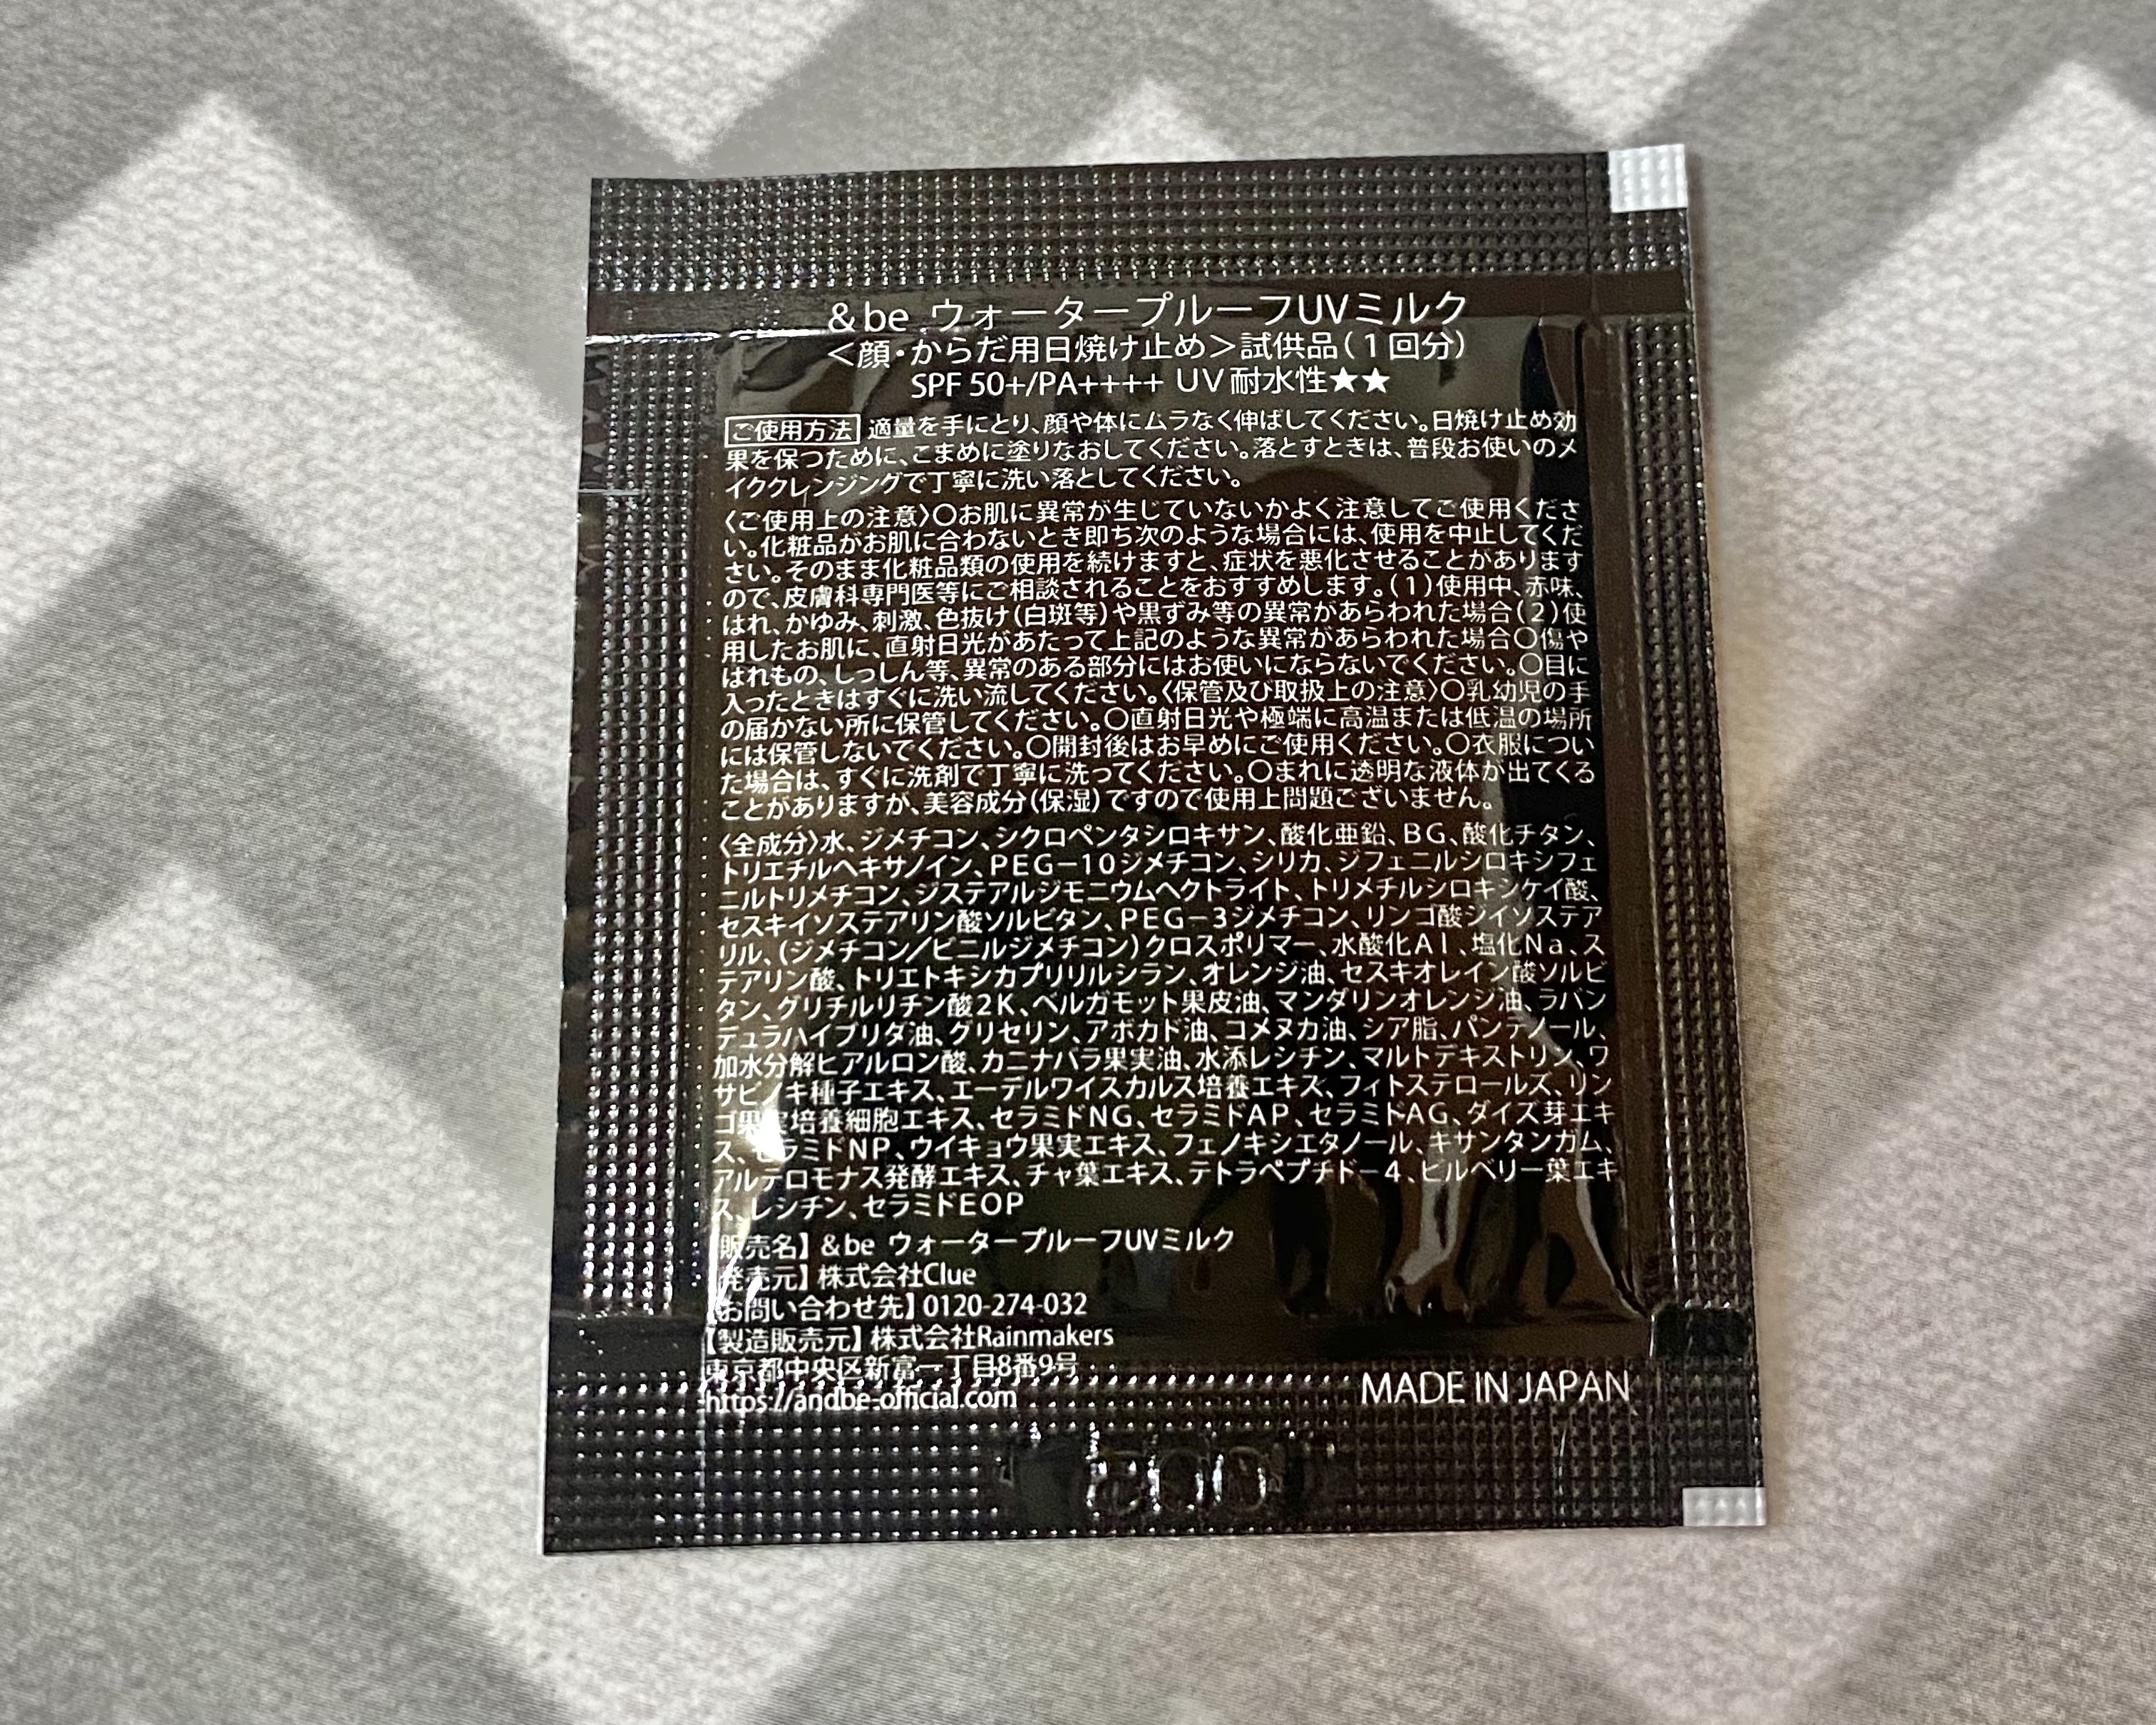 &be ウォータープルーフUVミルク
＜顔・からだ用日焼け止め＞試供品（1回分）
SPF 50+/PA++++ UV耐水性★★
ご使用方法 適量を手にとり、顔や体にムラなく伸ばしてください。日焼け止め効
果を保つために、こまめに塗りなおしてください。落とすときは、普段お使いのメ
イククレンジングで丁寧に洗い落としてください。
〈ご使用上の注意〉〇お肌に異常が生じていないかよく注意してご使用くださ
い。化粧品がお肌に合わないとき即ち次のような場合には、使用を中止してくだ
さい。そのまま化粧品類の使用を続けますと、症状を悪化させることがあります
ので、皮膚科専門医等にご相談されることをおすすめします。（1）使用中、赤味、
はれ、かゆみ、刺激、色抜け（白斑等）や黒ずみ等の異常があらわれた場合（2）使
用したお肌に、直射日光があたって上記のような異常があらわれた場合〇傷や
はれもの、しっしん等、異常のある部分にはお使いにならないでください。〇目に
入ったときはすぐに洗い流してください。〈保管及び取扱上の注意〉〇乳幼児の手
の届かない所に保管してください。〇直射日光や極端に高温または低温の場所
には保管しないでください。〇開封後はお早めにご使用ください。〇衣服につい
た場合は、すぐに洗剤で丁寧に洗ってください。〇まれに透明な液体が出てくる
ことがありますが、美容成分（保湿）ですので使用上問題ございません。
〈全成分〉水、ジメチコン、シクロペンタシロキサン、酸化亜鉛、BG、酸化チタン、
トリエチルヘキサノイン、PEG－10ジメチコン、シリカ、ジフェニルシロキシフェ
ニルトリメチコン、ジステアルジモニウムヘクトライト、トリメチルシロキシケイ酸、
セスキイソステアリン酸ソルビタン、PEG－3ジメチコン、リンゴ酸ジイソステア
リル、（ジメチコン／ビニルジメチコン）クロスポリマー、水酸化Al、塩化Na、ス
テアリン酸、トリエトキシカプリリルシラン、オレンジ油、セスキオレイン酸ソルビ
タン、グリチルリチン酸2K、ベルガモット果皮油、マンダリンオレンジ油、ラバン
デュラハイブリダ油、グリセリン、アボカド油、コメヌカ油、シア脂、パンテノール、
加水分解ヒアルロン酸、カニナバラ果実油、水添レシチン、マルトデキストリン、ワ
サビノキ種子エキス、エーデルワイスカルス培養エキス、フィトステロールズ、リン
ゴ果実培養細胞エキス、セラミドNG、セラミドAP、セラミドAG、ダイズ芽エキ
ス、セラミドNP、ウイキョウ果実エキス、フェノキシエタノール、キサンタンガム、
アルテロモナス発酵エキス、チャ葉エキス、テトラペプチド－4、ビルベリー葉エキ
ス、レシチン、セラミドEOP
【販売名】 &be ウォータープルーフUVミルク
【発売元】 株式会社Clue
【お問い合わせ先】 0120-274-032
【製造販売元】 株式会社Rainmakers
東京都中央区新富一丁目8番9号
https://andbe-official.com
MADE IN JAPAN